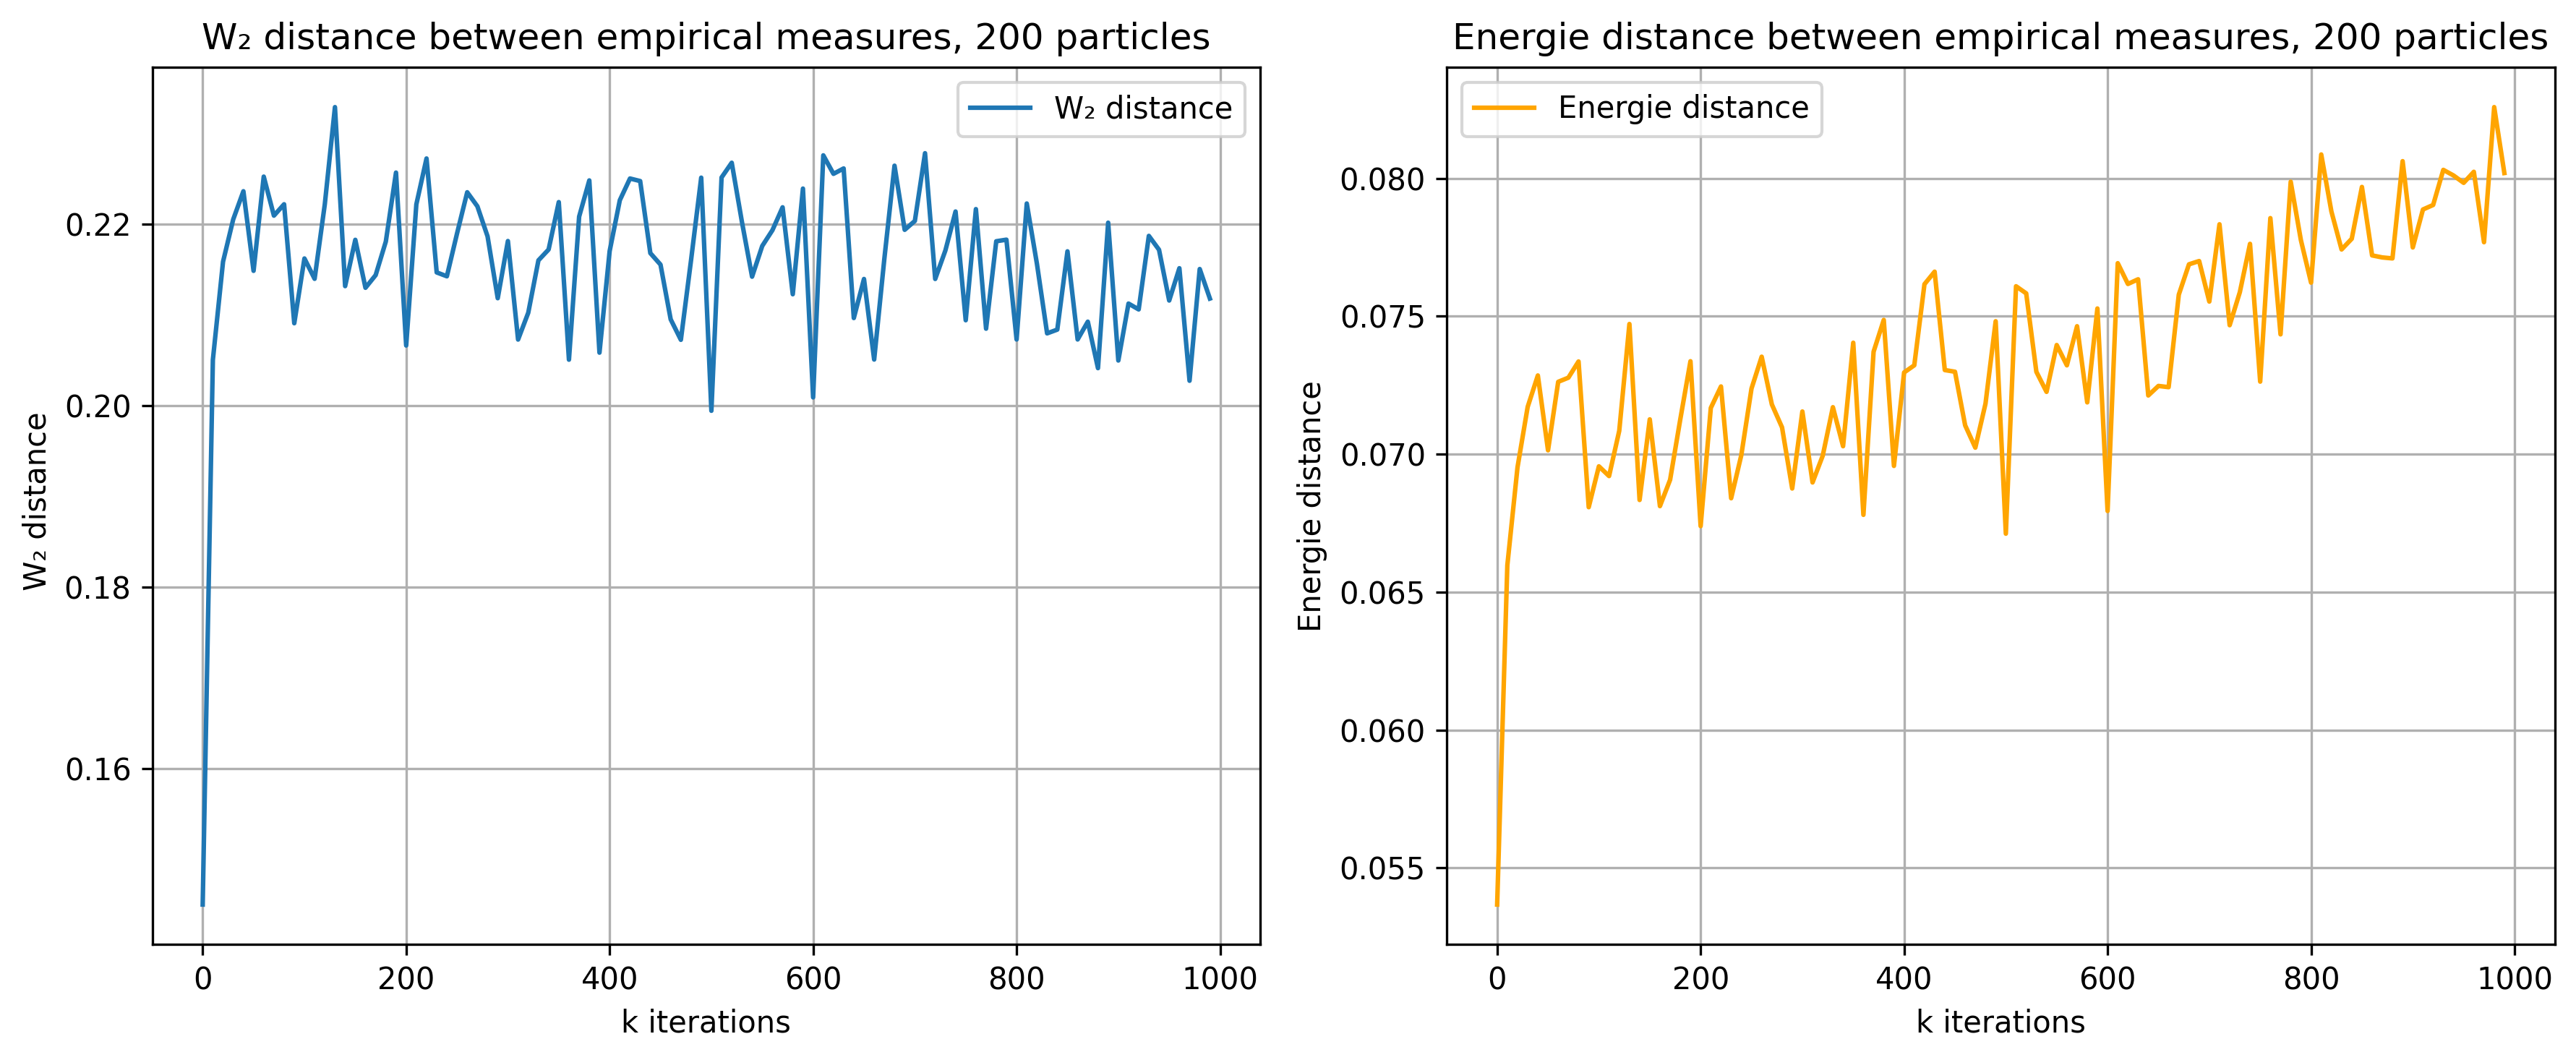 W₂ distance between empirical measures, 200 particles
W₂ distance
W₂ distance
0.22
0.20
0.18
0.16
0 200 400 600 800 1000
k iterations
Energie distance between empirical measures, 200 particles
Energie distance
Energie distance
0.080
0.075
0.070
0.065
0.060
0.055
0 200 400 600 800 1000
k iterations